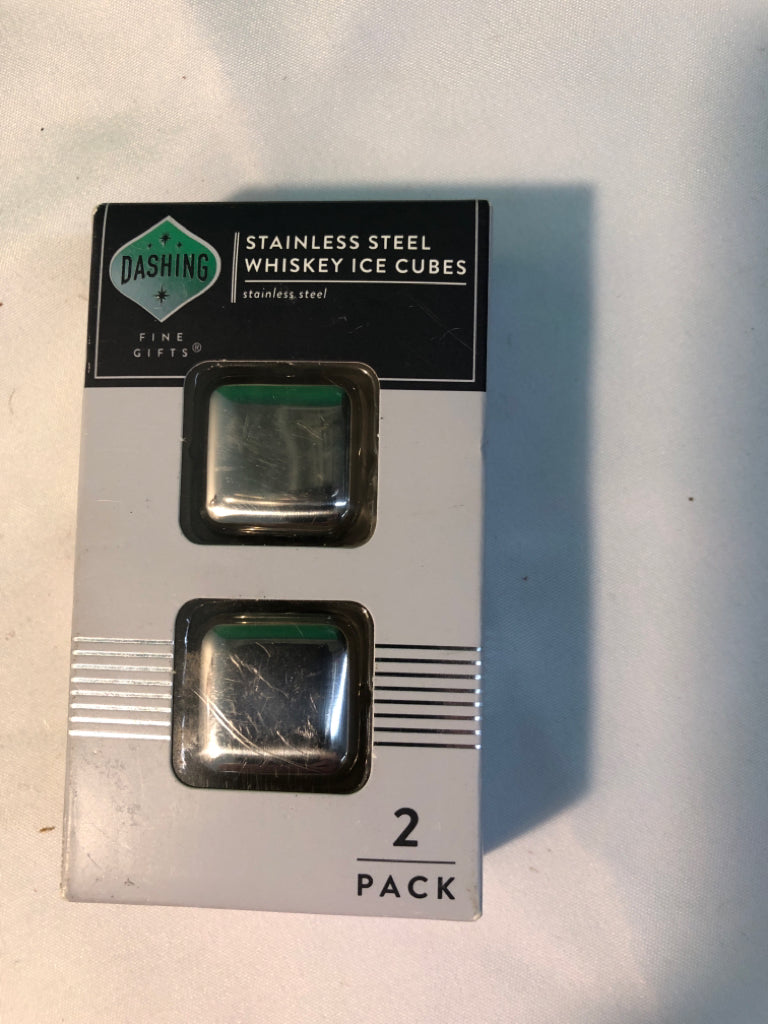 DASHING
FINE
GIFTS®
STAINLESS STEEL
WHISKEY ICE CUBES
stainless steel
2
PACK